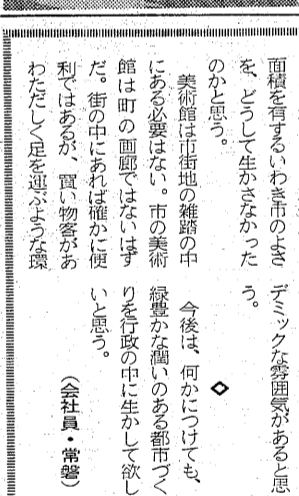 面積を有するいわき市のよさ
を、どうして生かさなかった
のかと思う。
美術館は市街地の雑踏の中
にある必要はない。市の美術
館は町の画廊ではないはず
だ。街の中にあれば確かに便
利ではあるが、買い物客があ
わただしく足を運ぶような環
デミックな雰囲気があると思
う。
◇
今後は、何かにつけても、
緑豊かな潤いのある都市づく
りを行政の中に生かして欲し
いと思う。
（会社員・常磐）